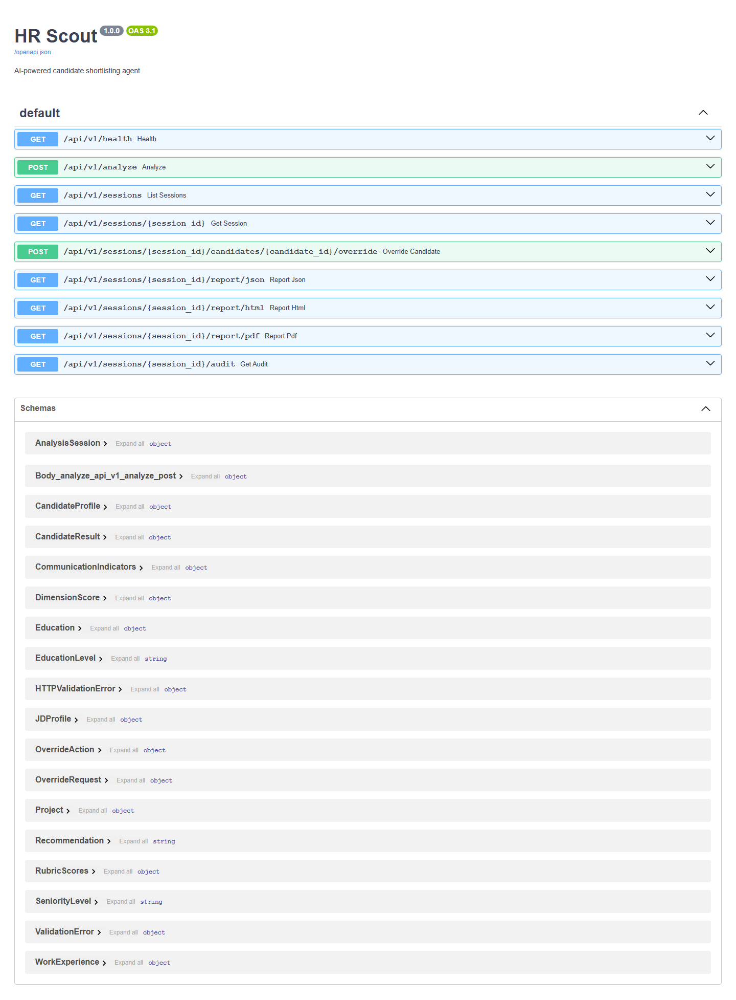 HR Scout 1.0.0 OAS 3.1
/openapi.json
AI-powered candidate shortlisting agent
default
GET /api/v1/health Health
POST /api/v1/analyze Analyze
GET /api/v1/sessions List Sessions
GET /api/v1/sessions/{session_id} Get Session
POST /api/v1/sessions/{session_id}/candidates/{candidate_id}/override Override Candidate
GET /api/v1/sessions/{session_id}/report/json Report Json
GET /api/v1/sessions/{session_id}/report/html Report Html
GET /api/v1/sessions/{session_id}/report/pdf Report Pdf
GET /api/v1/sessions/{session_id}/audit Get Audit
Schemas
AnalysisSession Expand all object
Body_analyze_api_v1_analyze_post Expand all object
CandidateProfile Expand all object
CandidateResult Expand all object
CommunicationIndicators Expand all object
DimensionScore Expand all object
Education Expand all object
EducationLevel Expand all string
HTTPValidationError Expand all object
JDProfile Expand all object
OverrideAction Expand all object
OverrideRequest Expand all object
Project Expand all object
Recommendation Expand all string
RubricScores Expand all object
SeniorityLevel Expand all string
ValidationError Expand all object
WorkExperience Expand all object